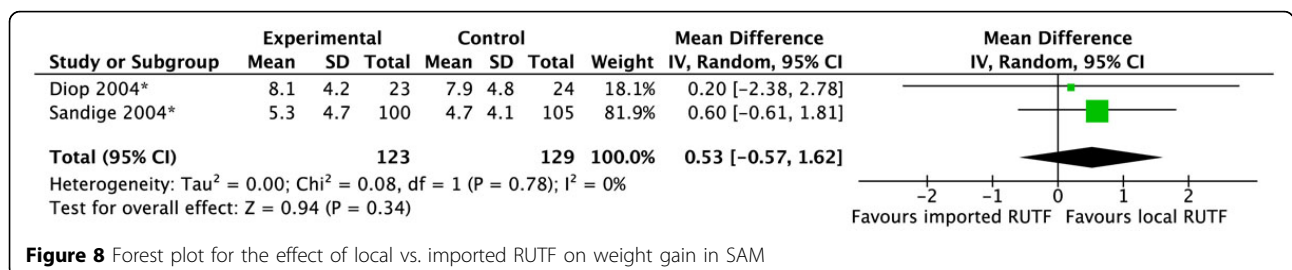 Experimental Control Mean Difference Mean Difference
Study or Subgroup Mean SD Total Mean SD Total Weight IV, Random, 95% CI IV, Random, 95% CI
Diop 2004* 8.1 4.2 23 7.9 4.8 24 18.1% 0.20 [-2.38, 2.78]
Sandige 2004* 5.3 4.7 100 4.7 4.1 105 81.9% 0.60 [-0.61, 1.81]
Total (95% CI) 123 129 100.0% 0.53 [-0.57, 1.62]
Heterogeneity: Tau² = 0.00; Chi² = 0.08, df = 1 (P = 0.78); I² = 0%
Test for overall effect: Z = 0.94 (P = 0.34)
-2 -1 0 1 2
Favours imported RUTF Favours local RUTF
Figure 8 Forest plot for the effect of local vs. imported RUTF on weight gain in SAM